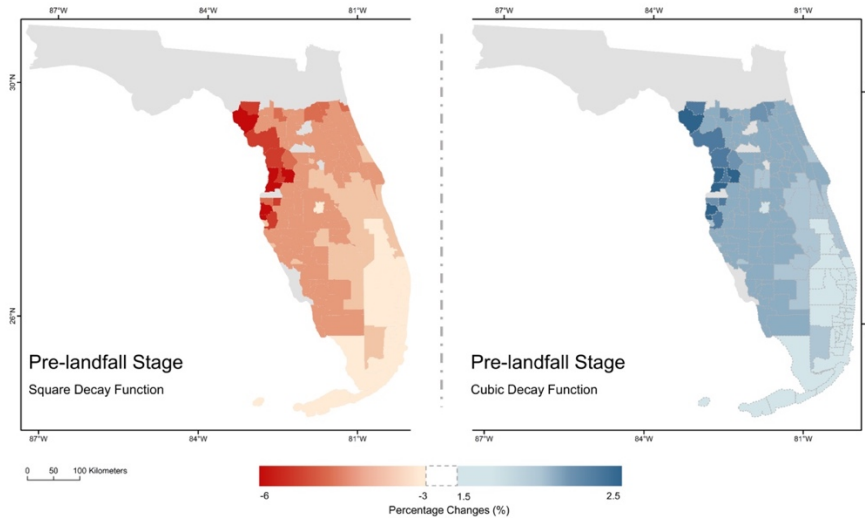 87°W 84°W 81°W 87°W 84°W 81°W
30°N
26°N
Pre-landfall Stage
Square Decay Function
Pre-landfall Stage
Cubic Decay Function
87°W 84°W 81°W 87°W 84°W 81°W
0 50 100 Kilometers
-6 -3 1.5 2.5
Percentage Changes (%)